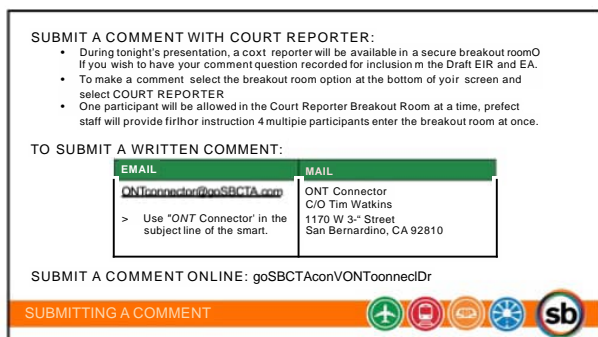 SUBMIT A COMMENT WITH COURT REPORTER:
• During tonight's presentation, a coxt reporter will be available in a secure breakout roomO
If you wish to have your comment question recorded for inclusion m the Draft EIR and EA.
• To make a comment select the breakout room option at the bottom of yoir screen and
select COURT REPORTER
• One participant will be allowed in the Court Reporter Breakout Room at a time, prefect
staff will provide firlhor instruction 4 multipie participants enter the breakout room at once.
TO SUBMIT A WRITTEN COMMENT:
EMAIL
ONTconnector@goSBCTA.com
> Use "ONT Connector' in the
subject line of the smart.
MAIL
ONT Connector
C/O Tim Watkins
1170 W 3-“ Street
San Bernardino, CA 92810
SUBMIT A COMMENT ONLINE: goSBCTAconVONToonneclDr
SUBMITTING A COMMENT
sb